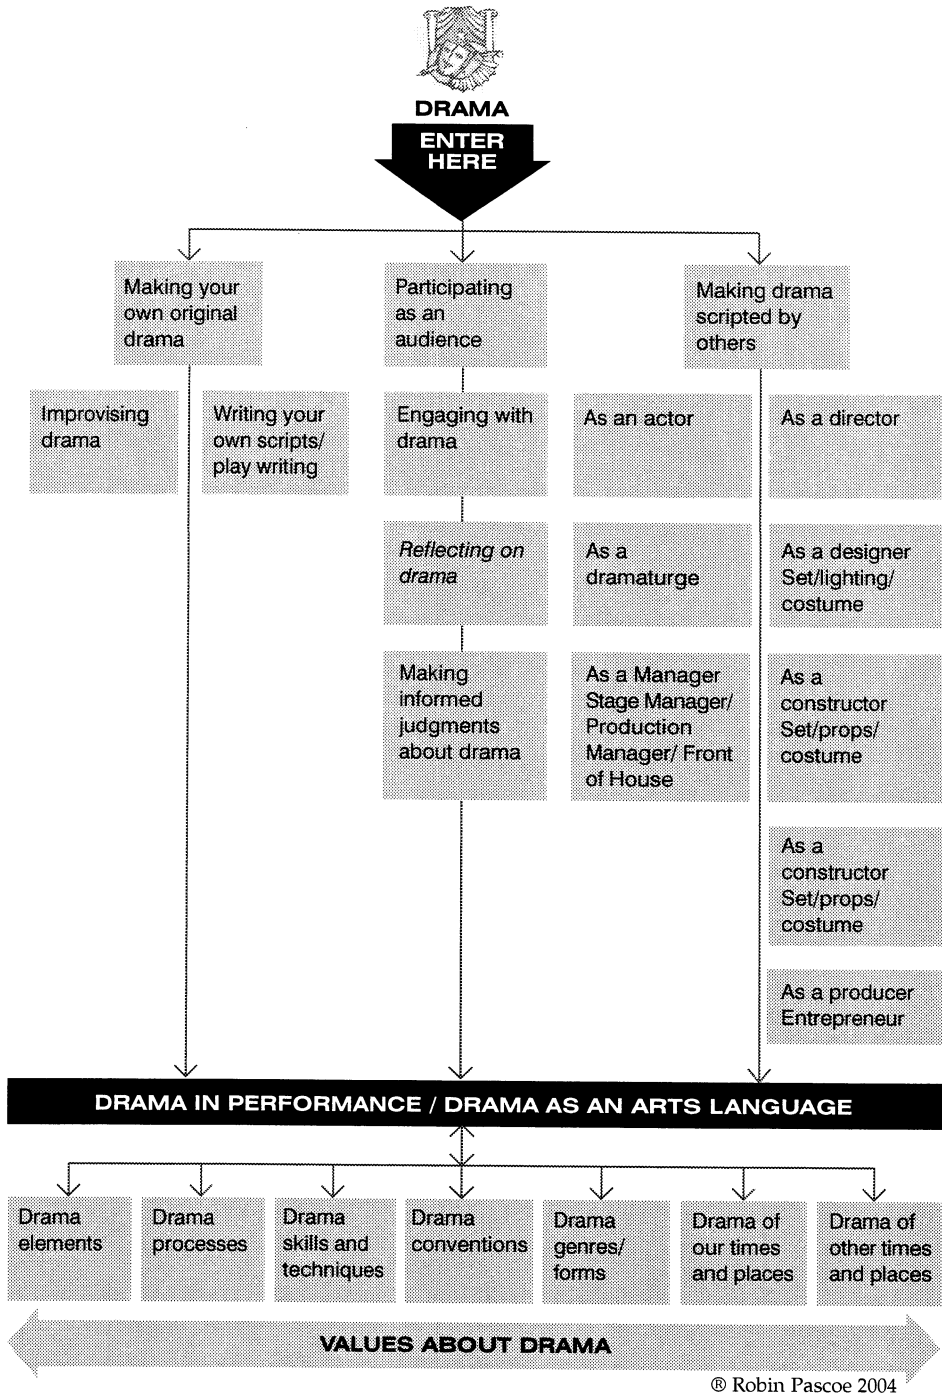 DRAMA
ENTER
HERE
Making your
own original
drama
Participating
as an
audience
Making drama
scripted by
others
Improvising
drama
Writing your
own scripts/
play writing
Engaging with
drama
As an actor
As a director
Reflecting on
drama
As a
dramaturge
As a designer
Set/lighting/
costume
Making
informed
judgments
about drama
As a Manager
Stage Manager/
Production
Manager/ Front
of House
As a
constructor
Set/props/
costume
As a
constructor
Set/props/
costume
As a producer
Entrepreneur
DRAMA IN PERFORMANCE / DRAMA AS AN ARTS LANGUAGE
Drama
elements
Drama
processes
Drama
skills and
techniques
Drama
conventions
Drama
genres/
forms
Drama of
our times
and places
Drama of
other times
and places
VALUES ABOUT DRAMA
® Robin Pascoe 2004